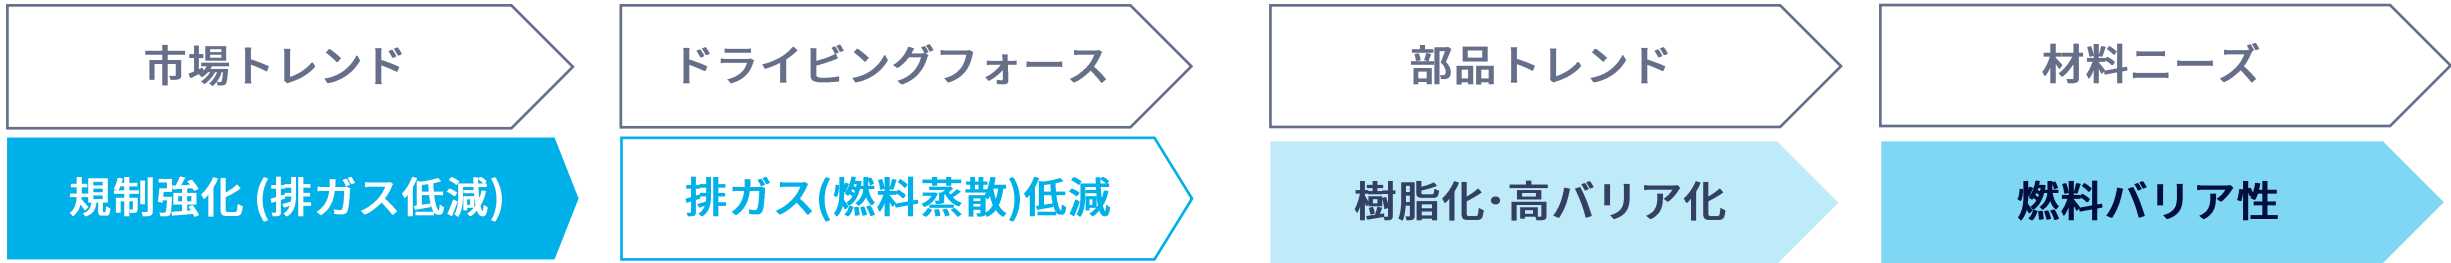 市場トレンド
ドライビングフォース
部品トレンド
材料ニーズ
規制強化 (排ガス低減)
排ガス(燃料蒸散)低減
樹脂化･高バリア化
燃料バリア性